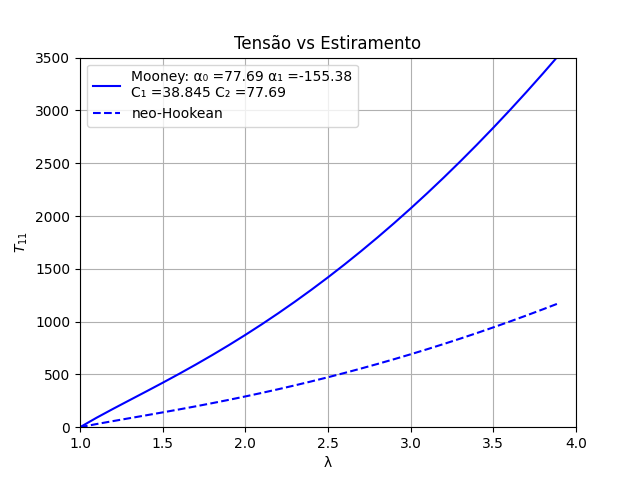 Tensão vs Estiramento
Mooney: α₀ =77.69 α₁ =-155.38
C₁ =38.845 C₂ =77.69
neo-Hookean
T₁₁
3500
3000
2500
2000
1500
1000
500
0
1.0 1.5 2.0 2.5 3.0 3.5 4.0
λ